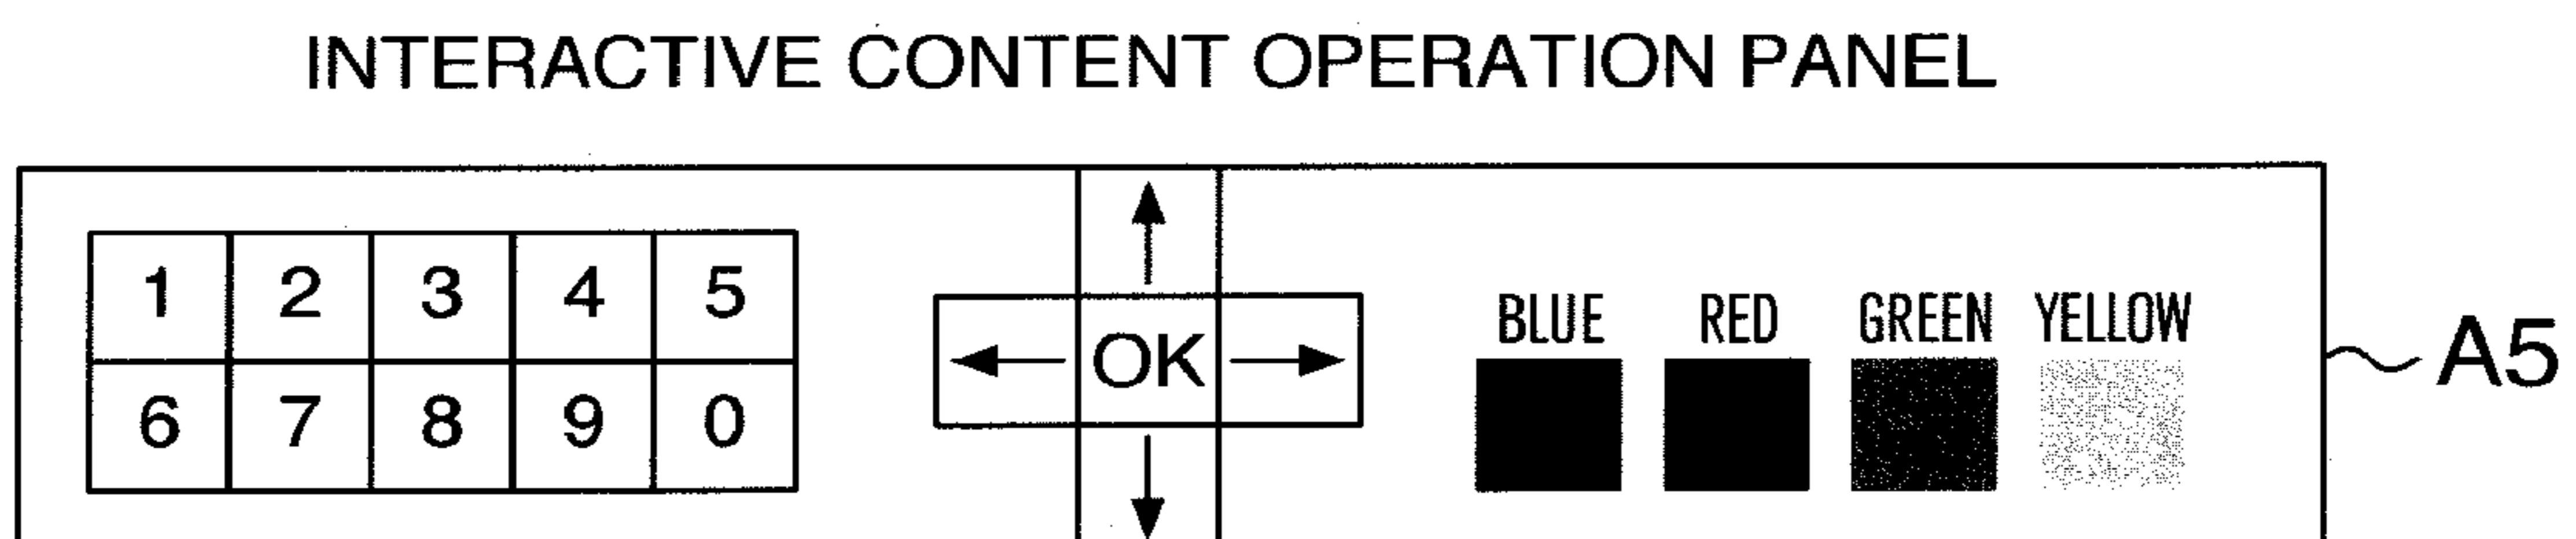 INTERACTIVE CONTENT OPERATION PANEL
1 2 3 4 5
6 7 8 9 0
OK
BLUE RED GREEN YELLOW
A5